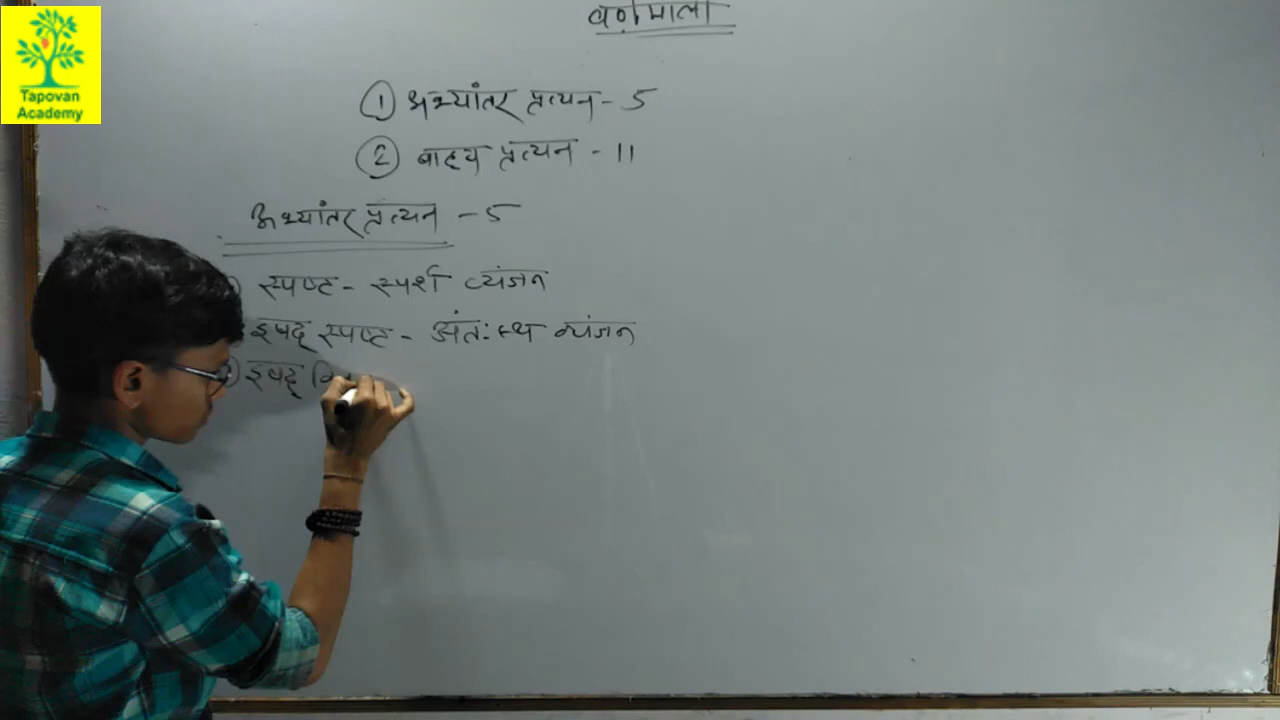 Tapovan
Academy
वर्णमाला
① अभ्यांतर प्रत्यन - 5
② बाह्य प्रत्यन - 11
अभ्यांतर प्रत्यन - 5
स्पष्ट - स्पर्श व्यंजन
इषद् स्पष्ट - अंतःस्थ व्यंजन
इषद्